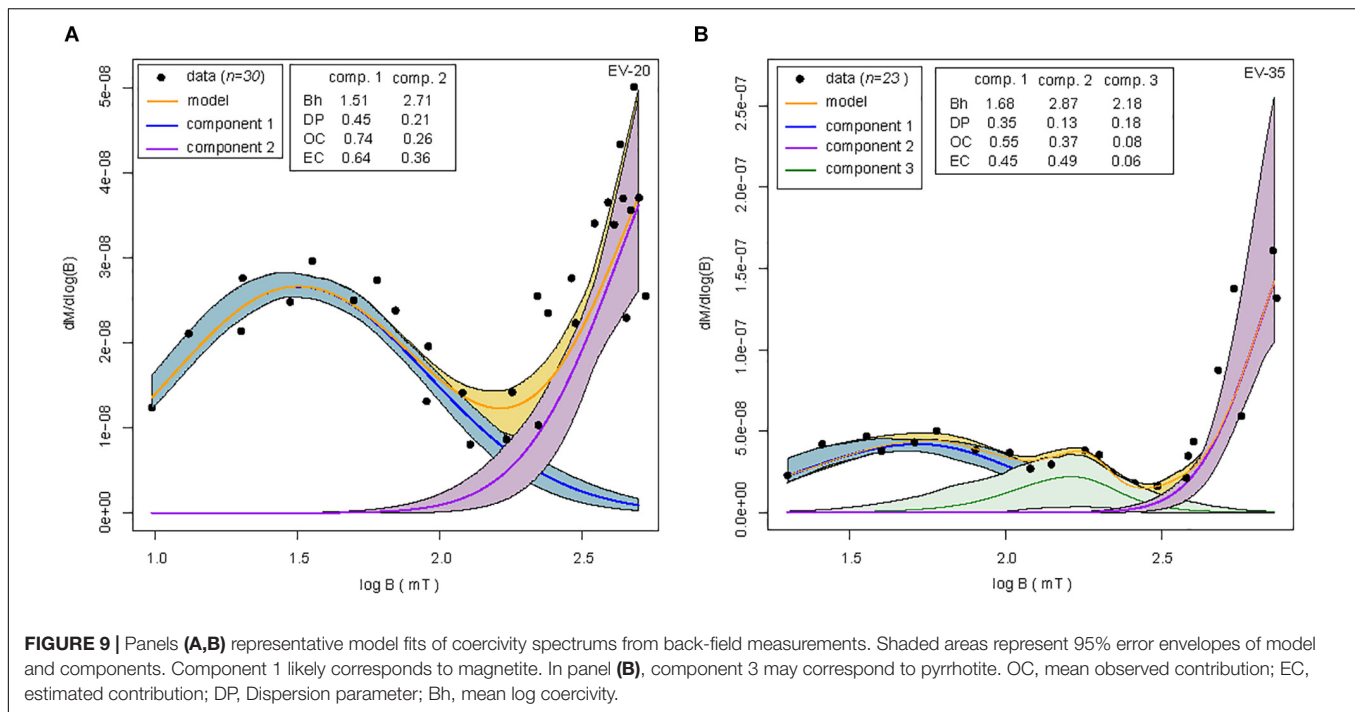 A
data (n=30)
model
component 1
component 2
comp. 1 comp. 2
Bh 1.51 2.71
DP 0.45 0.21
OC 0.74 0.26
EC 0.64 0.36
EV-20
dM/dlog(B)
5e-08
4e-08
3e-08
2e-08
1e-08
0e+00
1.0 1.5 2.0 2.5
log B ( mT )
B
data (n=23 )
model
component 1
component 2
component 3
comp. 1 comp. 2 comp. 3
Bh 1.68 2.87 2.18
DP 0.35 0.13 0.18
OC 0.55 0.37 0.08
EC 0.45 0.49 0.06
EV-35
dM/dlog(B)
2.5e-07
2.0e-07
1.5e-07
1.0e-07
5.0e-08
0.0e+00
1.5 2.0 2.5
log B ( mT )
FIGURE 9 | Panels (A,B) representative model fits of coercivity spectrums from back-field measurements. Shaded areas represent 95% error envelopes of model
and components. Component 1 likely corresponds to magnetite. In panel (B), component 3 may correspond to pyrrhotite. OC, mean observed contribution; EC,
estimated contribution; DP, Dispersion parameter; Bh, mean log coercivity.